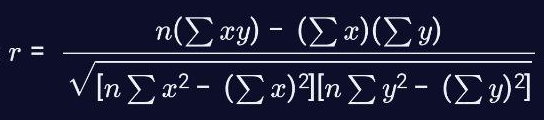 r = n(∑ xy) − (∑ x)(∑ y) / √[n ∑ x² − (∑ x)²][n ∑ y² − (∑ y)²]